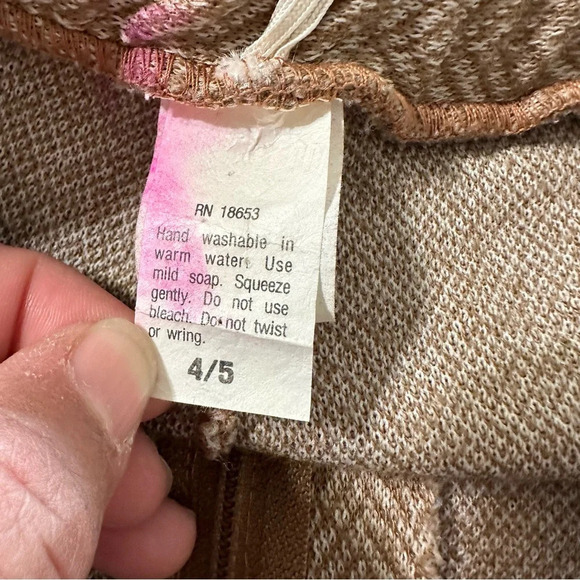 RN 18653
Hand washable in
warm water. Use
mild soap. Squeeze
gently. Do not use
bleach. Do not twist
or wring.
4/5